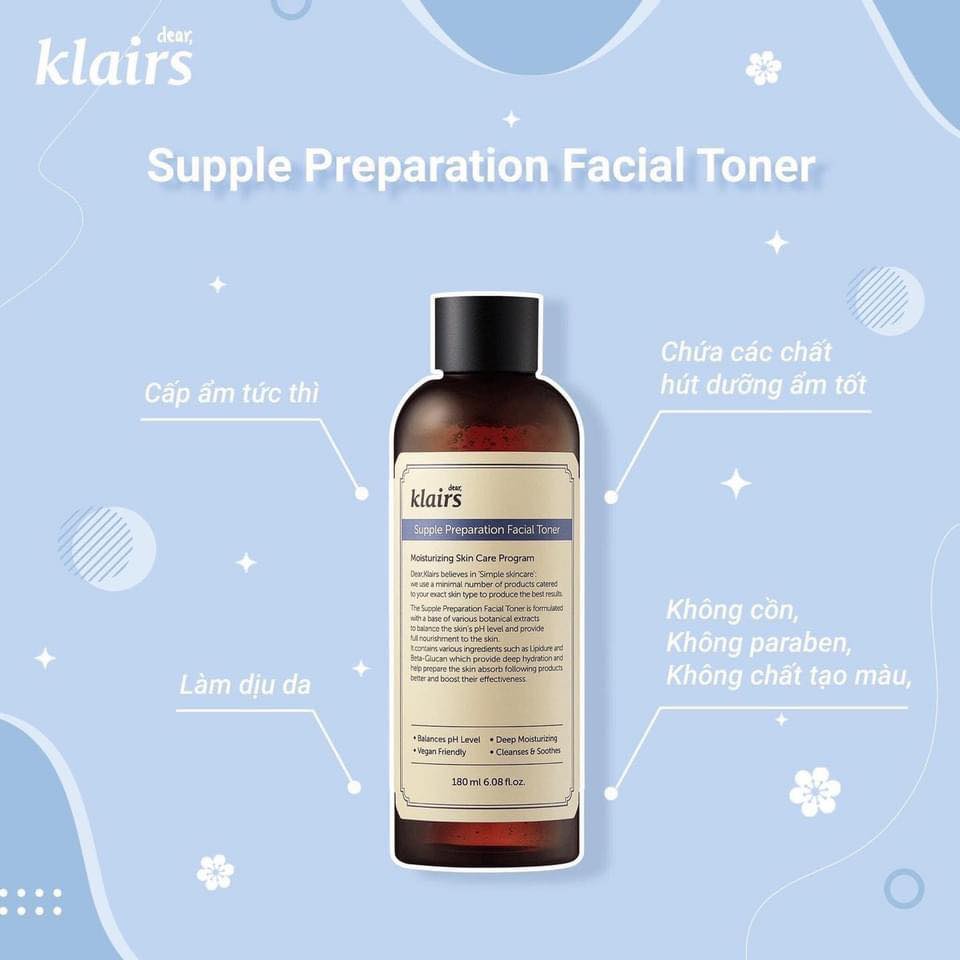 dear,
klairs
Supple Preparation Facial Toner
Cấp ẩm tức thì
Chứa các chất
hút dưỡng ẩm tốt
Làm dịu da
Không cồn,
Không paraben,
Không chất tạo màu,
dear,
klairs
Supple Preparation Facial Toner
Moisturizing Skin Care Program
Dear,Klairs believes in 'Simple skincare':
we use a minimal number of products catered
to your exact skin type to produce the best results.
The Supple Preparation Facial Toner is formulated
with a base of various botanical extracts
to balance the skin's pH level and provide
full nourishment to the skin.
It contains various ingredients such as Lipidure and
Beta-Glucan which provide deep hydration and
help prepare the skin absorb following products
better and boost their effectiveness.
• Balances pH Level • Deep Moisturizing
• Vegan Friendly • Cleanses & Soothes
180 ml 6.08 fl.oz.